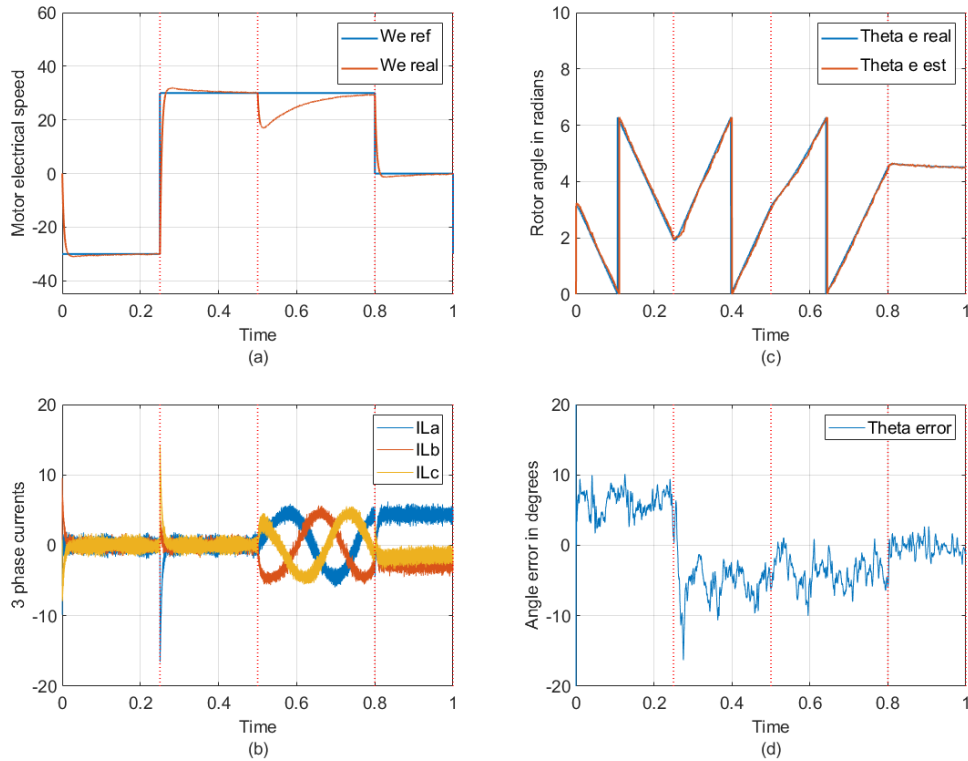 We ref
We real
60
40
20
0
-20
-40
Motor electrical speed
0
0.2
0.4
0.6
0.8
1
Time
(a)
Theta e real
Theta e est
10
8
6
4
2
0
Rotor angle in radians
0
0.2
0.4
0.6
0.8
1
Time
(c)
ILa
ILb
ILc
20
10
0
-10
-20
3 phase currents
0
0.2
0.4
0.6
0.8
1
Time
(b)
Theta error
20
10
0
-10
-20
Angle error in degrees
0
0.2
0.4
0.6
0.8
1
Time
(d)